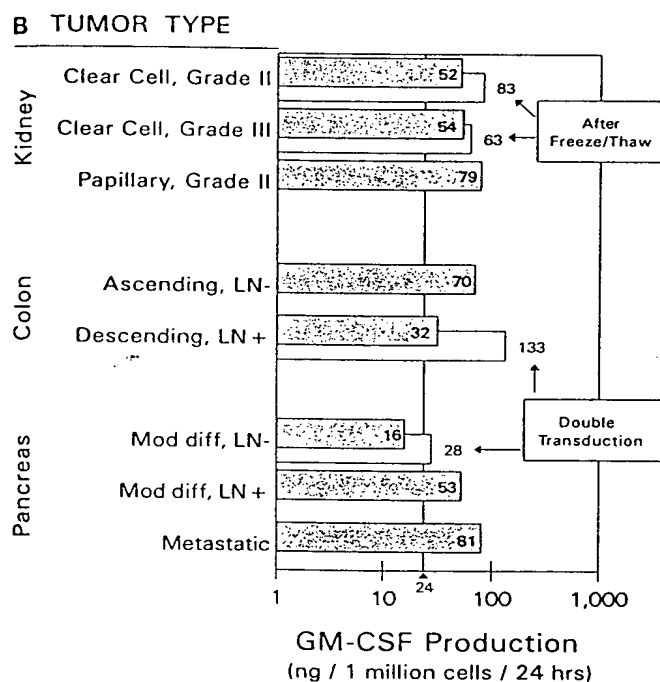 B TUMOR TYPE
Kidney
Clear Cell, Grade II
52
83
Clear Cell, Grade III
54
63
After
Freeze/Thaw
Papillary, Grade II
79
Colon
Ascending, LN-
70
Descending, LN+
32
133
Pancreas
Mod diff, LN-
16
28
Double
Transduction
Mod diff, LN+
53
Metastatic
81
1
10
24
100
1,000
GM-CSF Production
(ng / 1 million cells / 24 hrs)